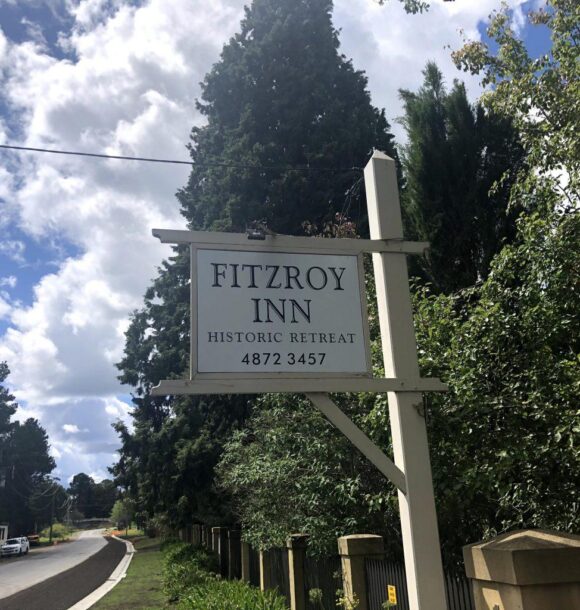 FITZROY
INN
HISTORIC RETREAT
4872 3457